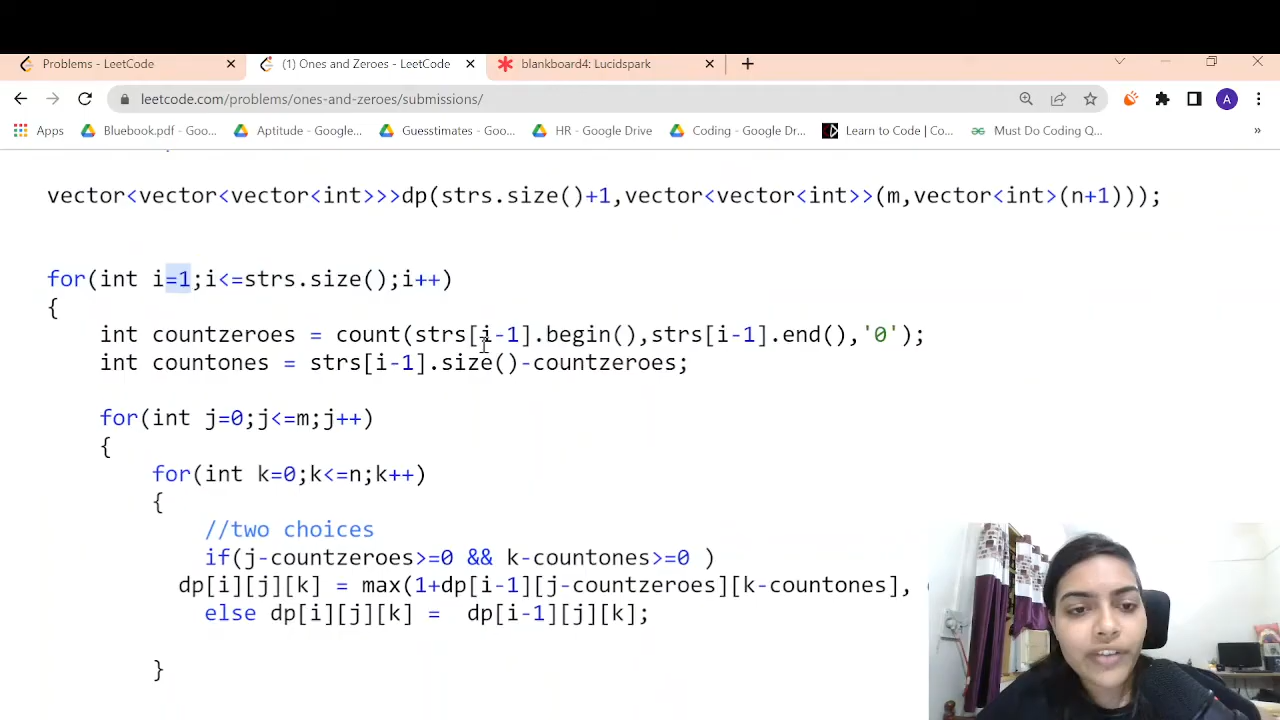 Problems - LeetCode
(1) Ones and Zeroes - LeetCode
blankboard4: Lucidspark
leetcode.com/problems/ones-and-zeroes/submissions/
A
Apps
Bluebook.pdf - Goo...
Aptitude - Google...
Guesstimates - Goo...
HR - Google Drive
Coding - Google Dr...
Learn to Code | Co...
Must Do Coding Q...
»
vector<vector<vector<int>>>dp(strs.size()+1,vector<vector<int>>(m,vector<int>(n+1)));
for(int i=1;i<=strs.size();i++)
{
int countzeroes = count(strs[i-1].begin(),strs[i-1].end(),'0');
int countones = strs[i-1].size()-countzeroes;
for(int j=0;j<=m;j++)
{
for(int k=0;k<=n;k++)
{
//two choices
if(j-countzeroes>=0 && k-countones>=0 )
dp[i][j][k] = max(1+dp[i-1][j-countzeroes][k-countones],
else dp[i][j][k] = dp[i-1][j][k];
}